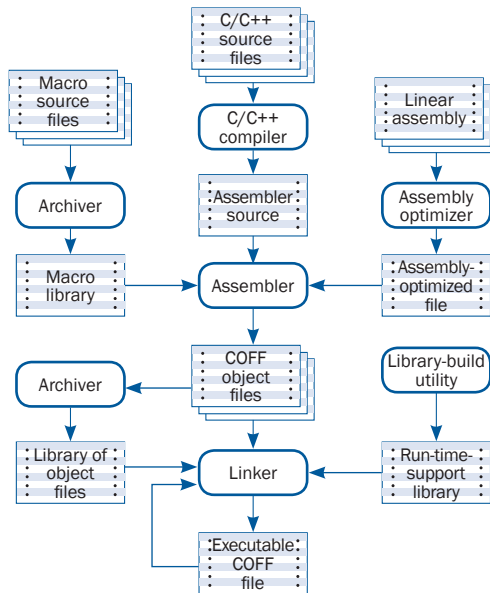 C/C++
source
files
Macro
source
files
C/C++
compiler
Linear
assembly
Archiver
Assembler
source
Assembly
optimizer
Macro
library
Assembler
Assembly-
optimized
file
Archiver
COFF
object
files
Library-build
utility
Library of
object
files
Linker
Run-time-
support
library
Executable
COFF
file